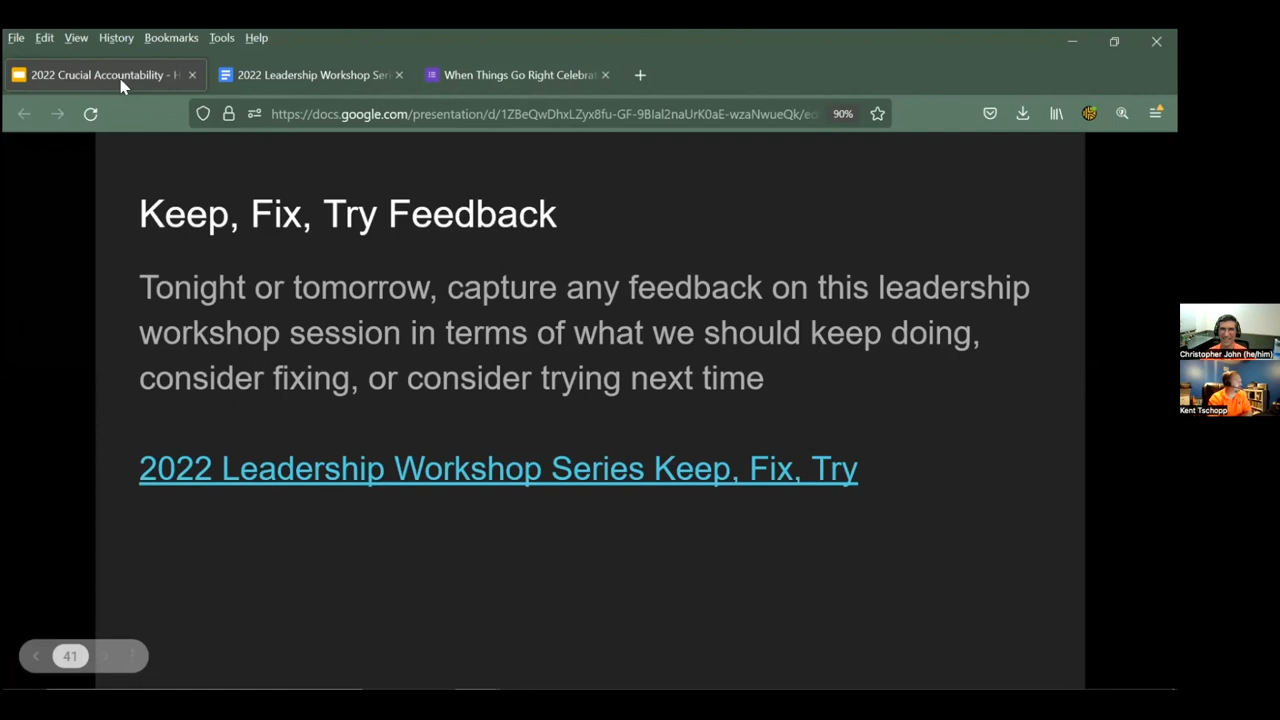 File Edit View History Bookmarks Tools Help
2022 Crucial Accountability - H
2022 Leadership Workshop Seri
When Things Go Right Celebrat
https://docs.google.com/presentation/d/1ZBeQwDhxLZyx8fu-GF-9BIal2naUrK0aE-wzaNwueQk/ed
90%
Keep, Fix, Try Feedback
Tonight or tomorrow, capture any feedback on this leadership
workshop session in terms of what we should keep doing,
consider fixing, or consider trying next time
2022 Leadership Workshop Series Keep, Fix, Try
41
Christopher John (he/him)
Kent Tschopp